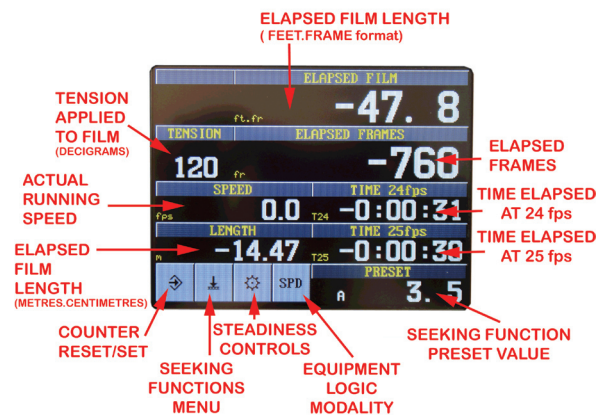 ELAPSED FILM LENGTH
( FEET.FRAME format)
ELAPSED FILM
ft.fr -47. 8
TENSION
APPLIED
TO FILM
(DECIGRAMS)
TENSION ELAPSED FRAMES
120 fr -760
ELAPSED
FRAMES
ACTUAL
RUNNING
SPEED
SPEED TIME 24fps
fps 0.0 T24 -0:00:31
TIME ELAPSED
AT 24 fps
ELAPSED
FILM
LENGTH
(METRES.CENTIMETRES)
LENGTH TIME 25fps
m -14.47 T25 -0:00:30
TIME ELAPSED
AT 25 fps
SPD
PRESET
A 3. 5
COUNTER
RESET/SET
SEEKING
FUNCTIONS
MENU
STEADINESS
CONTROLS
EQUIPMENT
LOGIC
MODALITY
SEEKING FUNCTION
PRESET VALUE